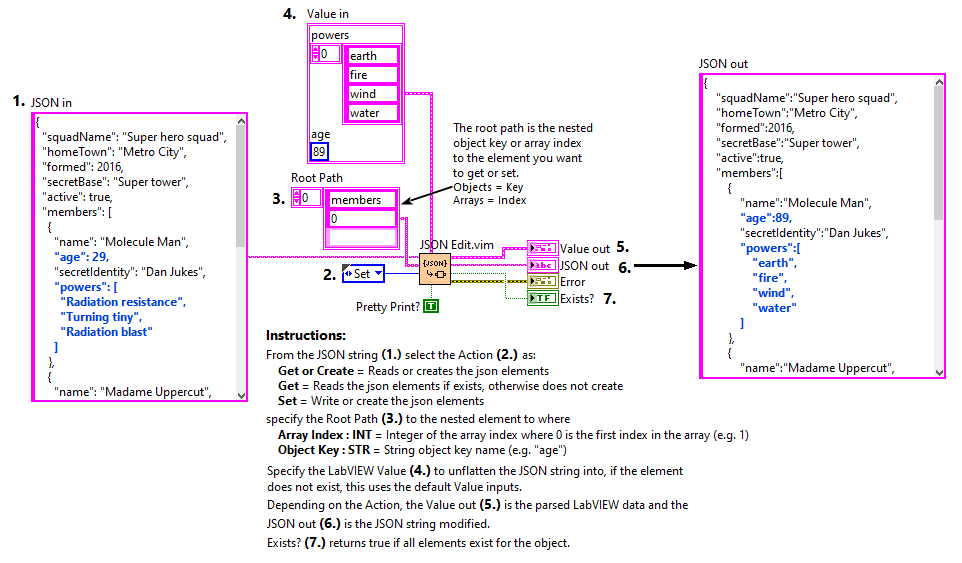 4. Value in
powers
0
earth
fire
wind
water
age
89
1. JSON in
{
"squadName": "Super hero squad",
"homeTown": "Metro City",
"formed": 2016,
"secretBase": "Super tower",
"active": true,
"members": [
{
"name": "Molecule Man",
"age": 29,
"secretIdentity": "Dan Jukes",
"powers": [
"Radiation resistance",
"Turning tiny",
"Radiation blast"
]
},
{
"name": "Madame Uppercut",
The root path is the nested
object key or array index
to the element you want
to get or set.
Objects = Key
Arrays = Index
Root Path
3. 0
members
0
JSON Edit.vim
{JSON}
2. Set
Pretty Print? T
Value out 5.
abc JSON out 6.
Error
TF Exists? 7.
JSON out
{
"squadName":"Super hero squad",
"homeTown":"Metro City",
"formed":2016,
"secretBase":"Super tower",
"active":true,
"members":[
{
"name":"Molecule Man",
"age":89,
"secretIdentity":"Dan Jukes",
"powers":[
"earth",
"fire",
"wind",
"water"
]
},
{
"name":"Madame Uppercut",
Instructions:
From the JSON string (1.) select the Action (2.) as:
Get or Create = Reads or creates the json elements
Get = Reads the json elements if exists, otherwise does not create
Set = Write or create the json elements
specify the Root Path (3.) to the nested element to where
Array Index : INT = Integer of the array index where 0 is the first index in the array (e.g. 1)
Object Key : STR = String object key name (e.g. "age")
Specify the LabVIEW Value (4.) to unflatten the JSON string into, if the element
does not exist, this uses the default Value inputs.
Depending on the Action, the Value out (5.) is the parsed LabVIEW data and the
JSON out (6.) is the JSON string modified.
Exists? (7.) returns true if all elements exist for the object.